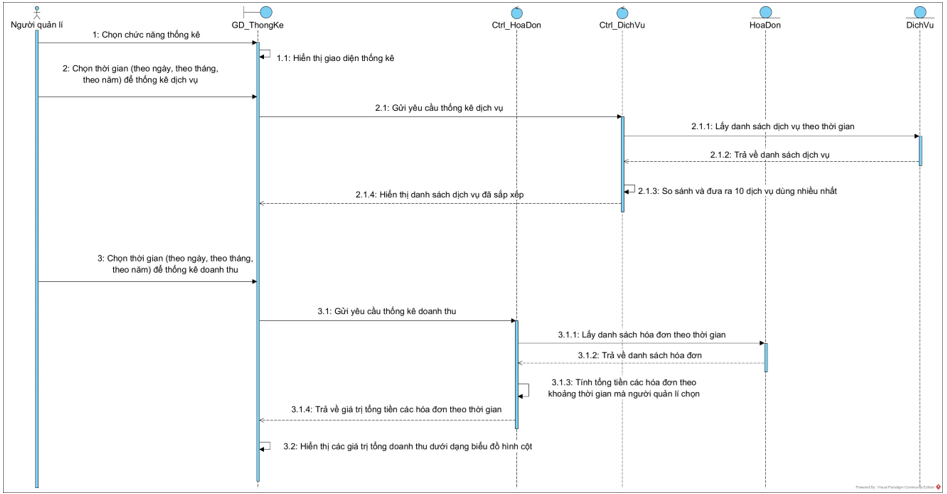 Người quản lí
GD_ThongKe
Ctrl_HoaDon
Ctrl_DichVu
HoaDon
DichVu
1: Chọn chức năng thống kê
1.1: Hiển thị giao diện thống kê
2: Chọn thời gian (theo ngày, theo tháng,
theo năm) để thống kê dịch vụ
2.1: Gửi yêu cầu thống kê dịch vụ
2.1.1: Lấy danh sách dịch vụ theo thời gian
2.1.2: Trả về danh sách dịch vụ
2.1.3: So sánh và đưa ra 10 dịch vụ dùng nhiều nhất
2.1.4: Hiển thị danh sách dịch vụ đã sắp xếp
3: Chọn thời gian (theo ngày, theo tháng,
theo năm) để thống kê doanh thu
3.1: Gửi yêu cầu thống kê doanh thu
3.1.1: Lấy danh sách hóa đơn theo thời gian
3.1.2: Trả về danh sách hóa đơn
3.1.3: Tính tổng tiền các hóa đơn theo
khoảng thời gian mà người quản lí chọn
3.1.4: Trả về giá trị tổng tiền các hóa đơn theo thời gian
3.2: Hiển thị các giá trị tổng doanh thu dưới dạng biểu đồ hình cột
Powered By Visual Paradigm Community Edition